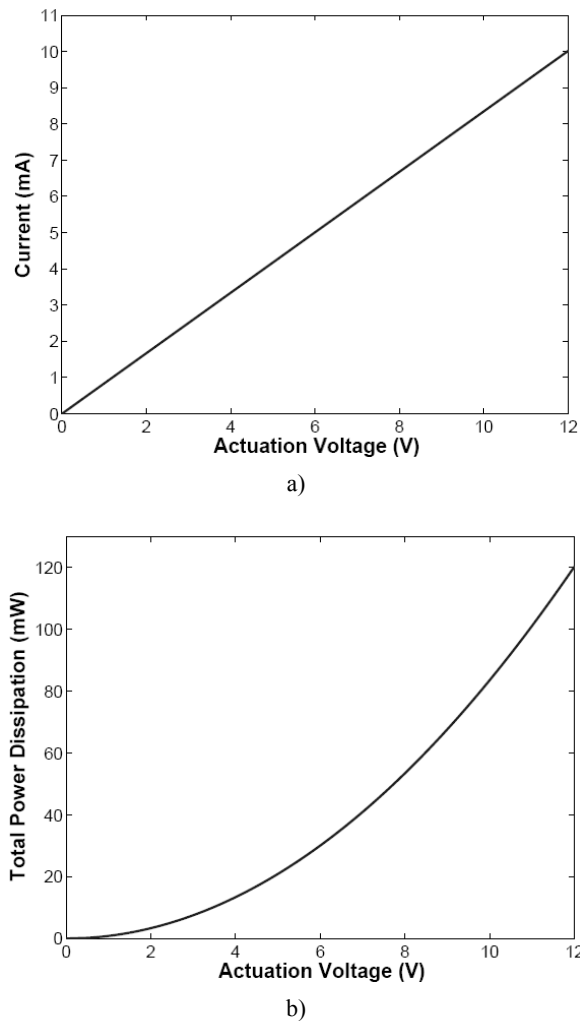 11
10
9
8
7
6
5
4
3
2
1
0
Current (mA)
0 2 4 6 8 10 12
Actuation Voltage (V)
a)
120
100
80
60
40
20
0
Total Power Dissipation (mW)
0 2 4 6 8 10 12
Actuation Voltage (V)
b)